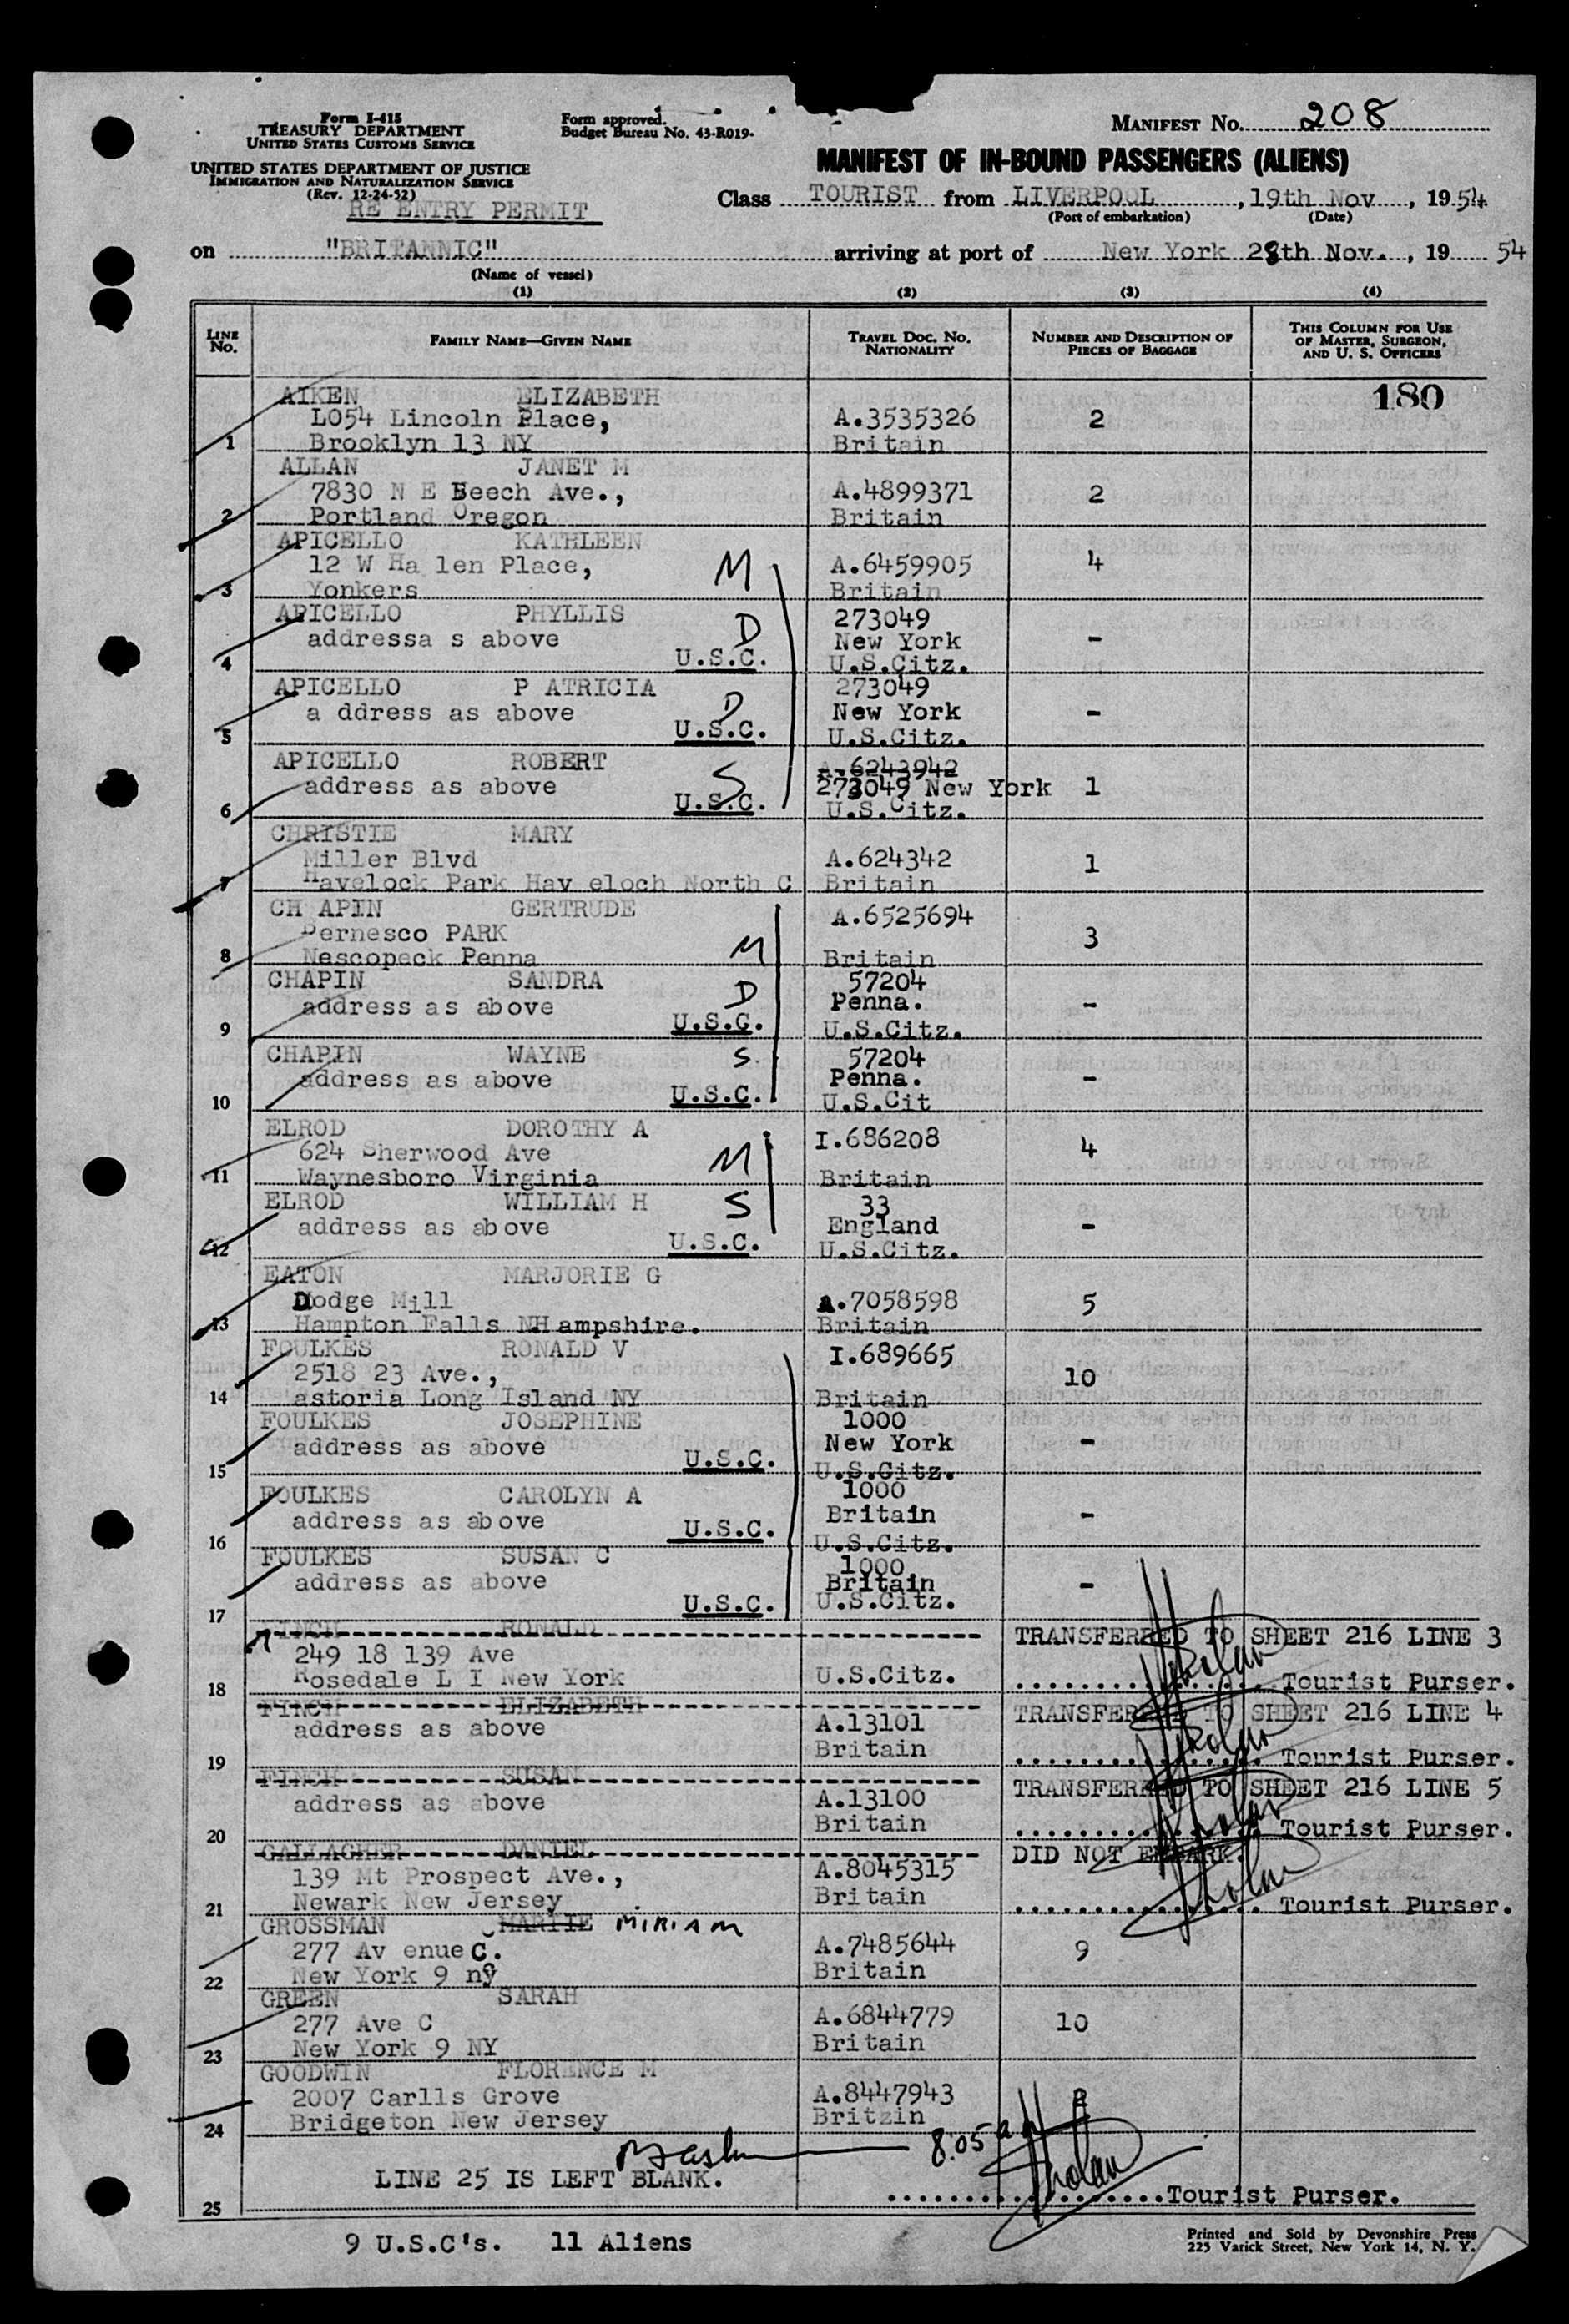 Form I-415
TREASURY DEPARTMENT
UNITED STATES CUSTOMS SERVICE
UNITED STATES DEPARTMENT OF JUSTICE
IMMIGRATION AND NATURALIZATION SERVICE
(Rev. 12-24-52)
RE ENTRY PERMIT
Form approved.
Budget Bureau No. 43-R019-
MANIFEST No. 208
MANIFEST OF IN-BOUND PASSENGERS (ALIENS)
Class TOURIST from LIVERPOOL, 19th Nov, 1954
(Port of embarkation) (Date)
on "BRITANNIC" arriving at port of New York 28th Nov., 19 54
(Name of vessel)
(1) (2) (3) (4)
LINE No. FAMILY NAME—GIVEN NAME TRAVEL DOC. No. NATIONALITY NUMBER AND DESCRIPTION OF PIECES OF BAGGAGE THIS COLUMN FOR USE OF MASTER, SURGEON, AND U. S. OFFICERS
180
AIKEN ELIZABETH
L054 Lincoln Place, A.3535326 2
1 Brooklyn 13 NY Britain
ALLAN JANET M
7830 N E Beech Ave., A.4899371 2
2 Portland Oregon Britain
APICELLO KATHLEEN
12 W Ha len Place, M A.6459905 4
3 Yonkers Britain
APICELLO PHYLLIS 273049
addressa s above D New York -
4 U.S.C. U.S.Citz.
APICELLO P ATRICIA 273049
a ddress as above D New York -
5 U.S.C. U.S.Citz.
APICELLO ROBERT A.6243942
address as above S 273049 New York 1
6 U.S.C. U.S.Citz.
CHRISTIE MARY
Miller Blvd A.624342 1
7 Havelock Park Hav eloch North C Britain
CH APIN GERTRUDE A.6525694
Pernesco PARK 3
8 Nescopeck Penna M Britain
CHAPIN SANDRA 57204
address as above D Penna. -
9 U.S.C. U.S.Citz.
CHAPIN WAYNE S 57204
address as above Penna. -
10 U.S.C. U.S.Cit
ELROD DOROTHY A I.686208
624 Sherwood Ave M 4
11 Waynesboro Virginia Britain
ELROD WILLIAM H S 33
address as above England -
12 U.S.C. U.S.Citz.
EATON MARJORIE G
Dodge Mill A.7058598 5
13 Hampton Falls NH ampshire. Britain
FOULKES RONALD V I.689665
2518 23 Ave., 10
14 astoria Long Island NY Britain
FOULKES JOSEPHINE 1000
address as above New York -
15 U.S.C. U.S.Citz.
FOULKES CAROLYN A 1000
address as above Britain -
16 U.S.C. U.S.Citz.
FOULKES SUSAN C 1000
address as above Britain -
17 U.S.C. U.S.Citz.
FINCH RONALD TRANSFERRED TO SHEET 216 LINE 3
249 18 139 Ave
18 Rosedale L I New York U.S.Citz. Tourist Purser.
FINCH ELIZABETH TRANSFERRED TO SHEET 216 LINE 4
address as above A.13101
19 Britain Tourist Purser.
FINCH SUSAN TRANSFERRED TO SHEET 216 LINE 5
address as above A.13100
20 Britain Tourist Purser.
GALLAGHER DANIEL DID NOT EMBARK.
139 Mt Prospect Ave., A.8045315
21 Newark New Jersey Britain Tourist Purser.
GROSSMAN MIRIAM
277 Av enue C. A.7485644 9
22 New York 9 ny Britain
GREEN SARAH
277 Ave C A.6844779 10
23 New York 9 NY Britain
GOODWIN FLORENCE M
2007 Carlls Grove A.8447943
24 Bridgeton New Jersey Britzin
8.05
LINE 25 IS LEFT BLANK.
25 Tourist Purser.
9 U.S.C's. 11 Aliens
Printed and Sold by Devonshire Press
225 Varick Street, New York 14, N. Y.